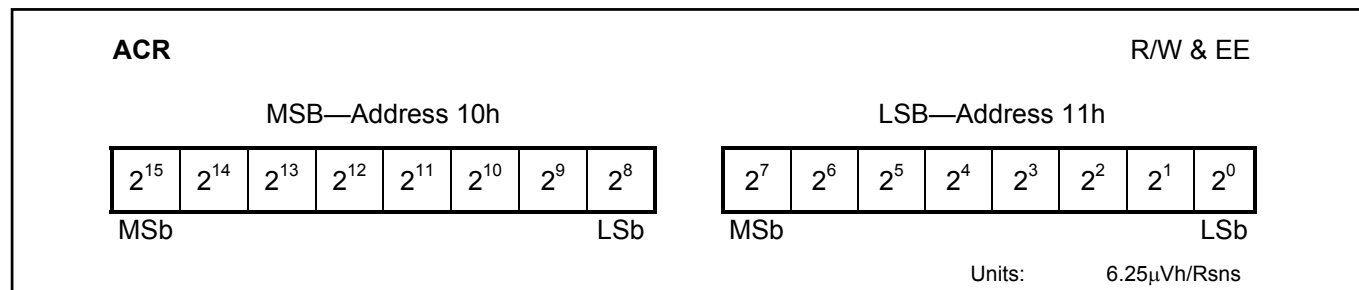 ACR R/W & EE
MSB—Address 10h LSB—Address 11h
2^15 2^14 2^13 2^12 2^11 2^10 2^9 2^8 2^7 2^6 2^5 2^4 2^3 2^2 2^1 2^0
MSb LSb MSb LSb
Units: 6.25μVh/Rsns